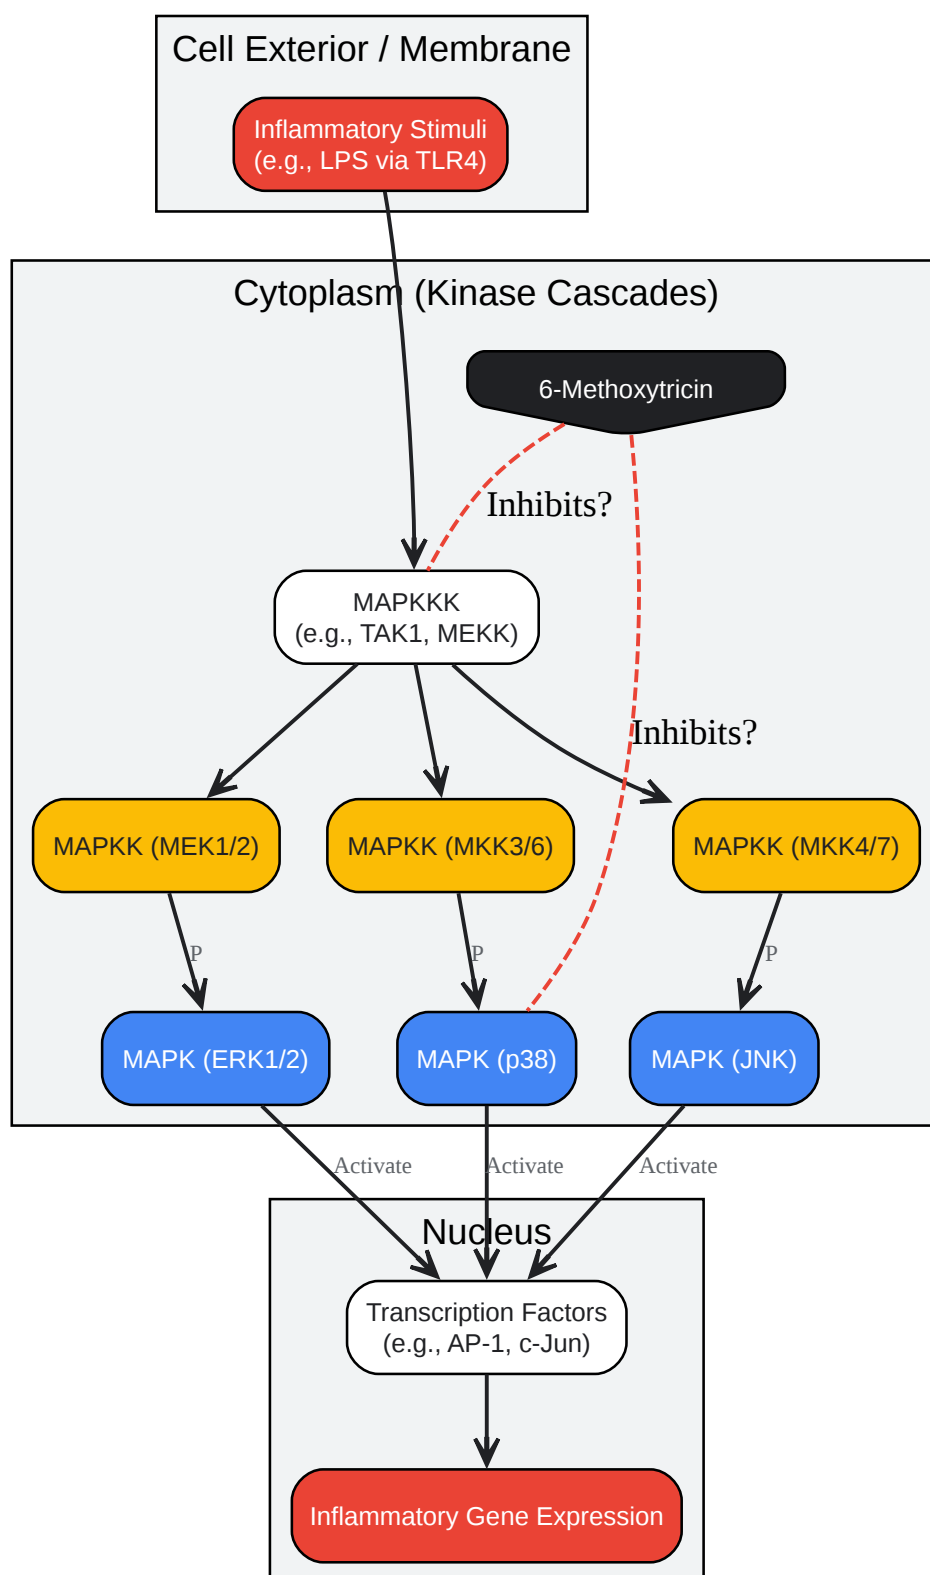 Cell Exterior / Membrane
Inflammatory Stimuli
(e.g., LPS via TLR4)
Cytoplasm (Kinase Cascades)
6-Methoxytricin
Inhibits?
MAPKKK
(e.g., TAK1, MEKK)
Inhibits?
MAPKK (MEK1/2)
MAPKK (MKK3/6)
MAPKK (MKK4/7)
P
P
P
MAPK (ERK1/2)
MAPK (p38)
MAPK (JNK)
Activate
Activate
Activate
Nucleus
Transcription Factors
(e.g., AP-1, c-Jun)
Inflammatory Gene Expression